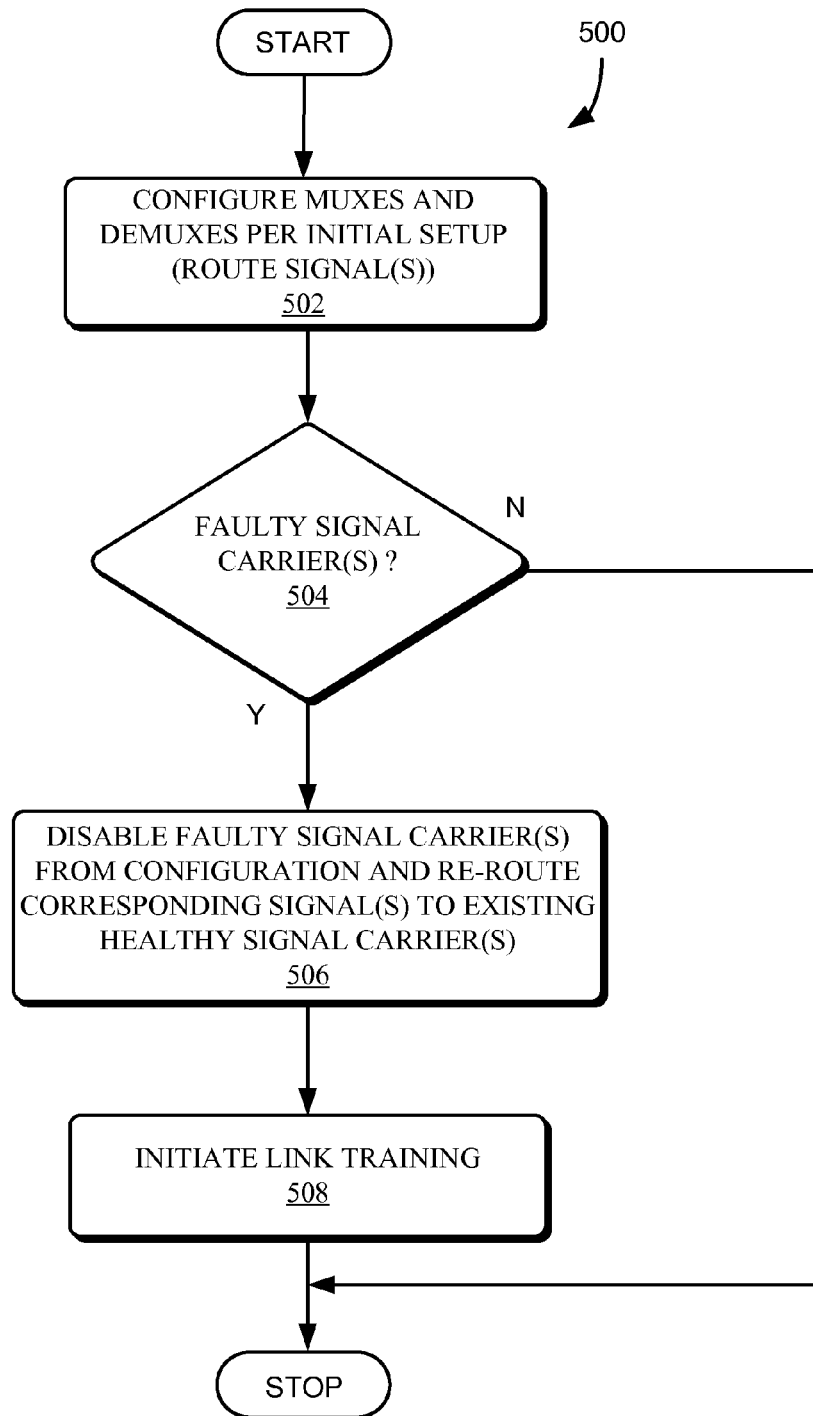 START
500
CONFIGURE MUXES AND
DEMUXES PER INITIAL SETUP
(ROUTE SIGNAL(S))
502
FAULTY SIGNAL
CARRIER(S) ?
504
N
Y
DISABLE FAULTY SIGNAL CARRIER(S)
FROM CONFIGURATION AND RE-ROUTE
CORRESPONDING SIGNAL(S) TO EXISTING
HEALTHY SIGNAL CARRIER(S)
506
INITIATE LINK TRAINING
508
STOP